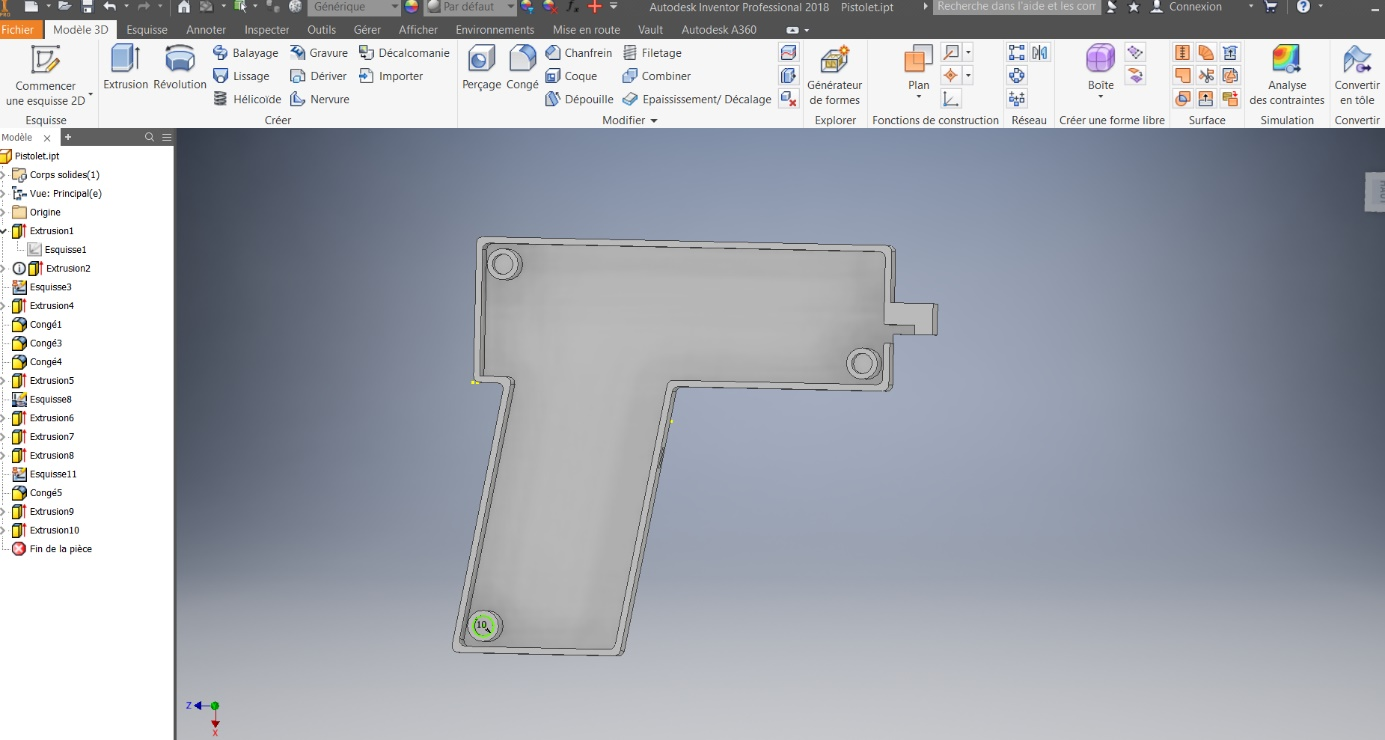 PRO Générique Par défaut Autodesk Inventor Professional 2018 Pistolet.ipt Recherche dans l'aide et les com Connexion
Fichier Modèle 3D Esquisse Annoter Inspecter Outils Gérer Afficher Environnements Mise en route Vault Autodesk A360
Commencer une esquisse 2D
Extrusion Révolution
Balayage Gravure Décalcomanie
Lissage Dériver Importer
Hélicoïde Nervure
Perçage Congé
Chanfrein Filetage
Coque Combiner
Dépouille Epaississement/ Décalage
Générateur de formes
Plan
Boîte
Analyse des contraintes
Convertir en tôle
Esquisse Créer Modifier Explorer Fonctions de construction Réseau Créer une forme libre Surface Simulation Convertir
Modèle
Pistolet.ipt
Corps solides(1)
Vue: Principal(e)
Origine
Extrusion1
Esquisse1
Extrusion2
Esquisse3
Extrusion4
Congé1
Congé3
Congé4
Extrusion5
Esquisse8
Extrusion6
Extrusion7
Extrusion8
Esquisse11
Congé5
Extrusion9
Extrusion10
Fin de la pièce
10
Z
X